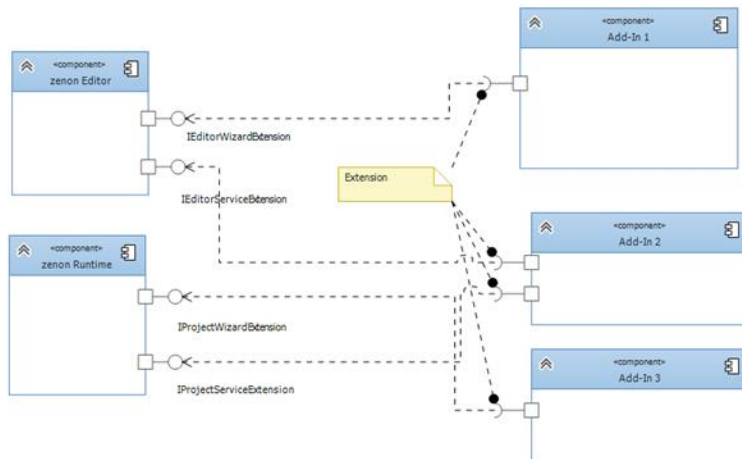 «component»
zenon Editor
IEditorWizardExtension
IEditorServiceExtension
«component»
zenon Runtime
IProjectWizardExtension
IProjectServiceExtension
Extension
«component»
Add-In 1
«component»
Add-In 2
«component»
Add-In 3